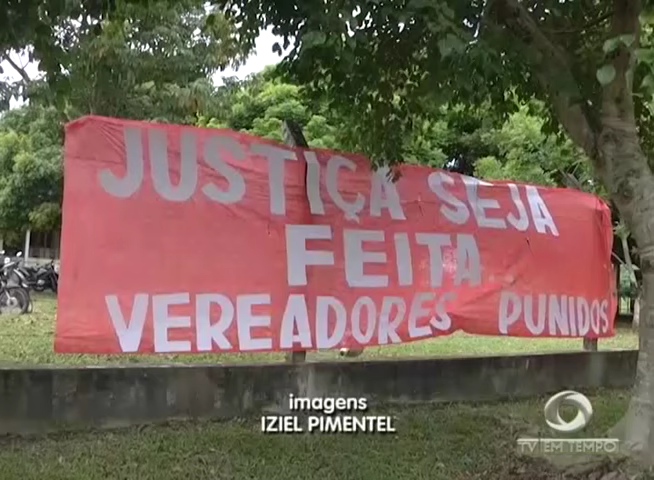 JUSTIÇA SEJA
FEITA
VEREADORES PUNIDOS
imagens
IZIEL PIMENTEL
TV EM TEMPO